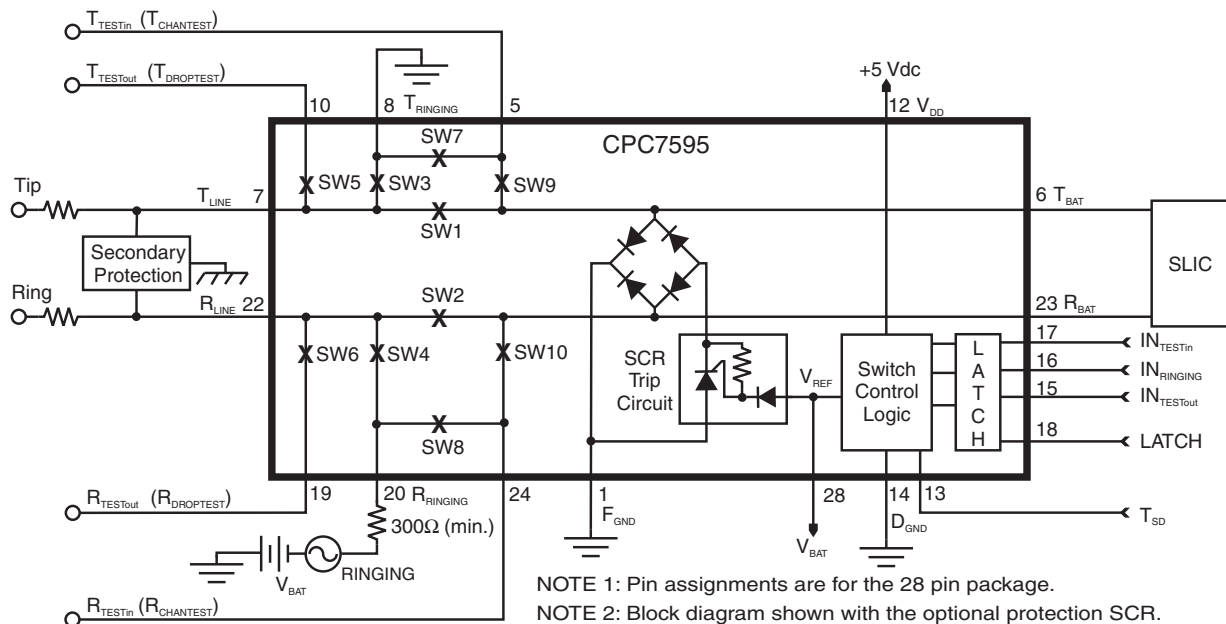 TTESTin (TCHANTEST)
TTESTout (TDROPTEST)
10
8 TRINGING
5
+5 Vdc
12 VDD
CPC7595
SW7
SW5
SW3
SW9
Tip
TLINE 7
SW1
6 TBAT
Secondary
Protection
SLIC
Ring
RLINE 22
SW2
23 RBAT
SW6
SW4
SW10
SCR
Trip
Circuit
VREF
Switch
Control
Logic
L
A
T
C
H
17 INTESTin
16 INRINGING
15 INTESTout
18 LATCH
SW8
19
20 RRINGING
24
1
FGND
28
14
13
DGND
TSD
VBAT
RTESTout (RDROPTEST)
300Ω (min.)
VBAT
RINGING
RTESTin (RCHANTEST)
NOTE 1: Pin assignments are for the 28 pin package.
NOTE 2: Block diagram shown with the optional protection SCR.